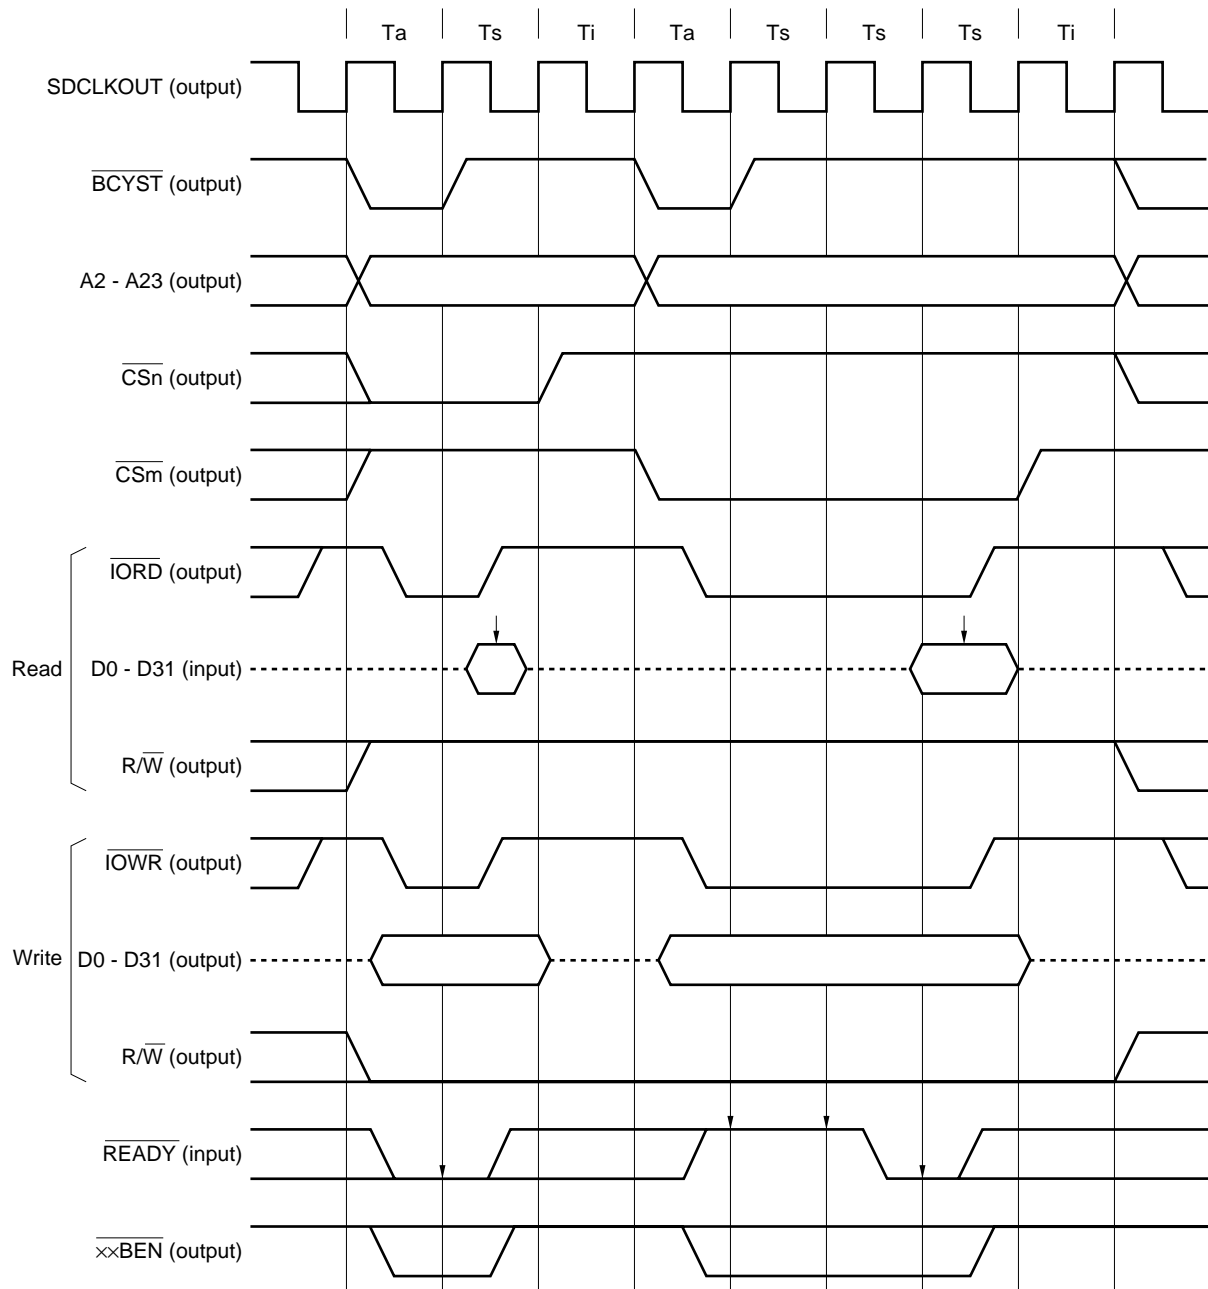 Ta Ts Ti Ta Ts Ts Ts Ti
SDCLKOUT (output)
BCYST (output)
A2 - A23 (output)
CSn (output)
CSm (output)
IORD (output)
Read D0 - D31 (input)
R/W (output)
IOWR (output)
Write D0 - D31 (output)
R/W (output)
READY (input)
××BEN (output)